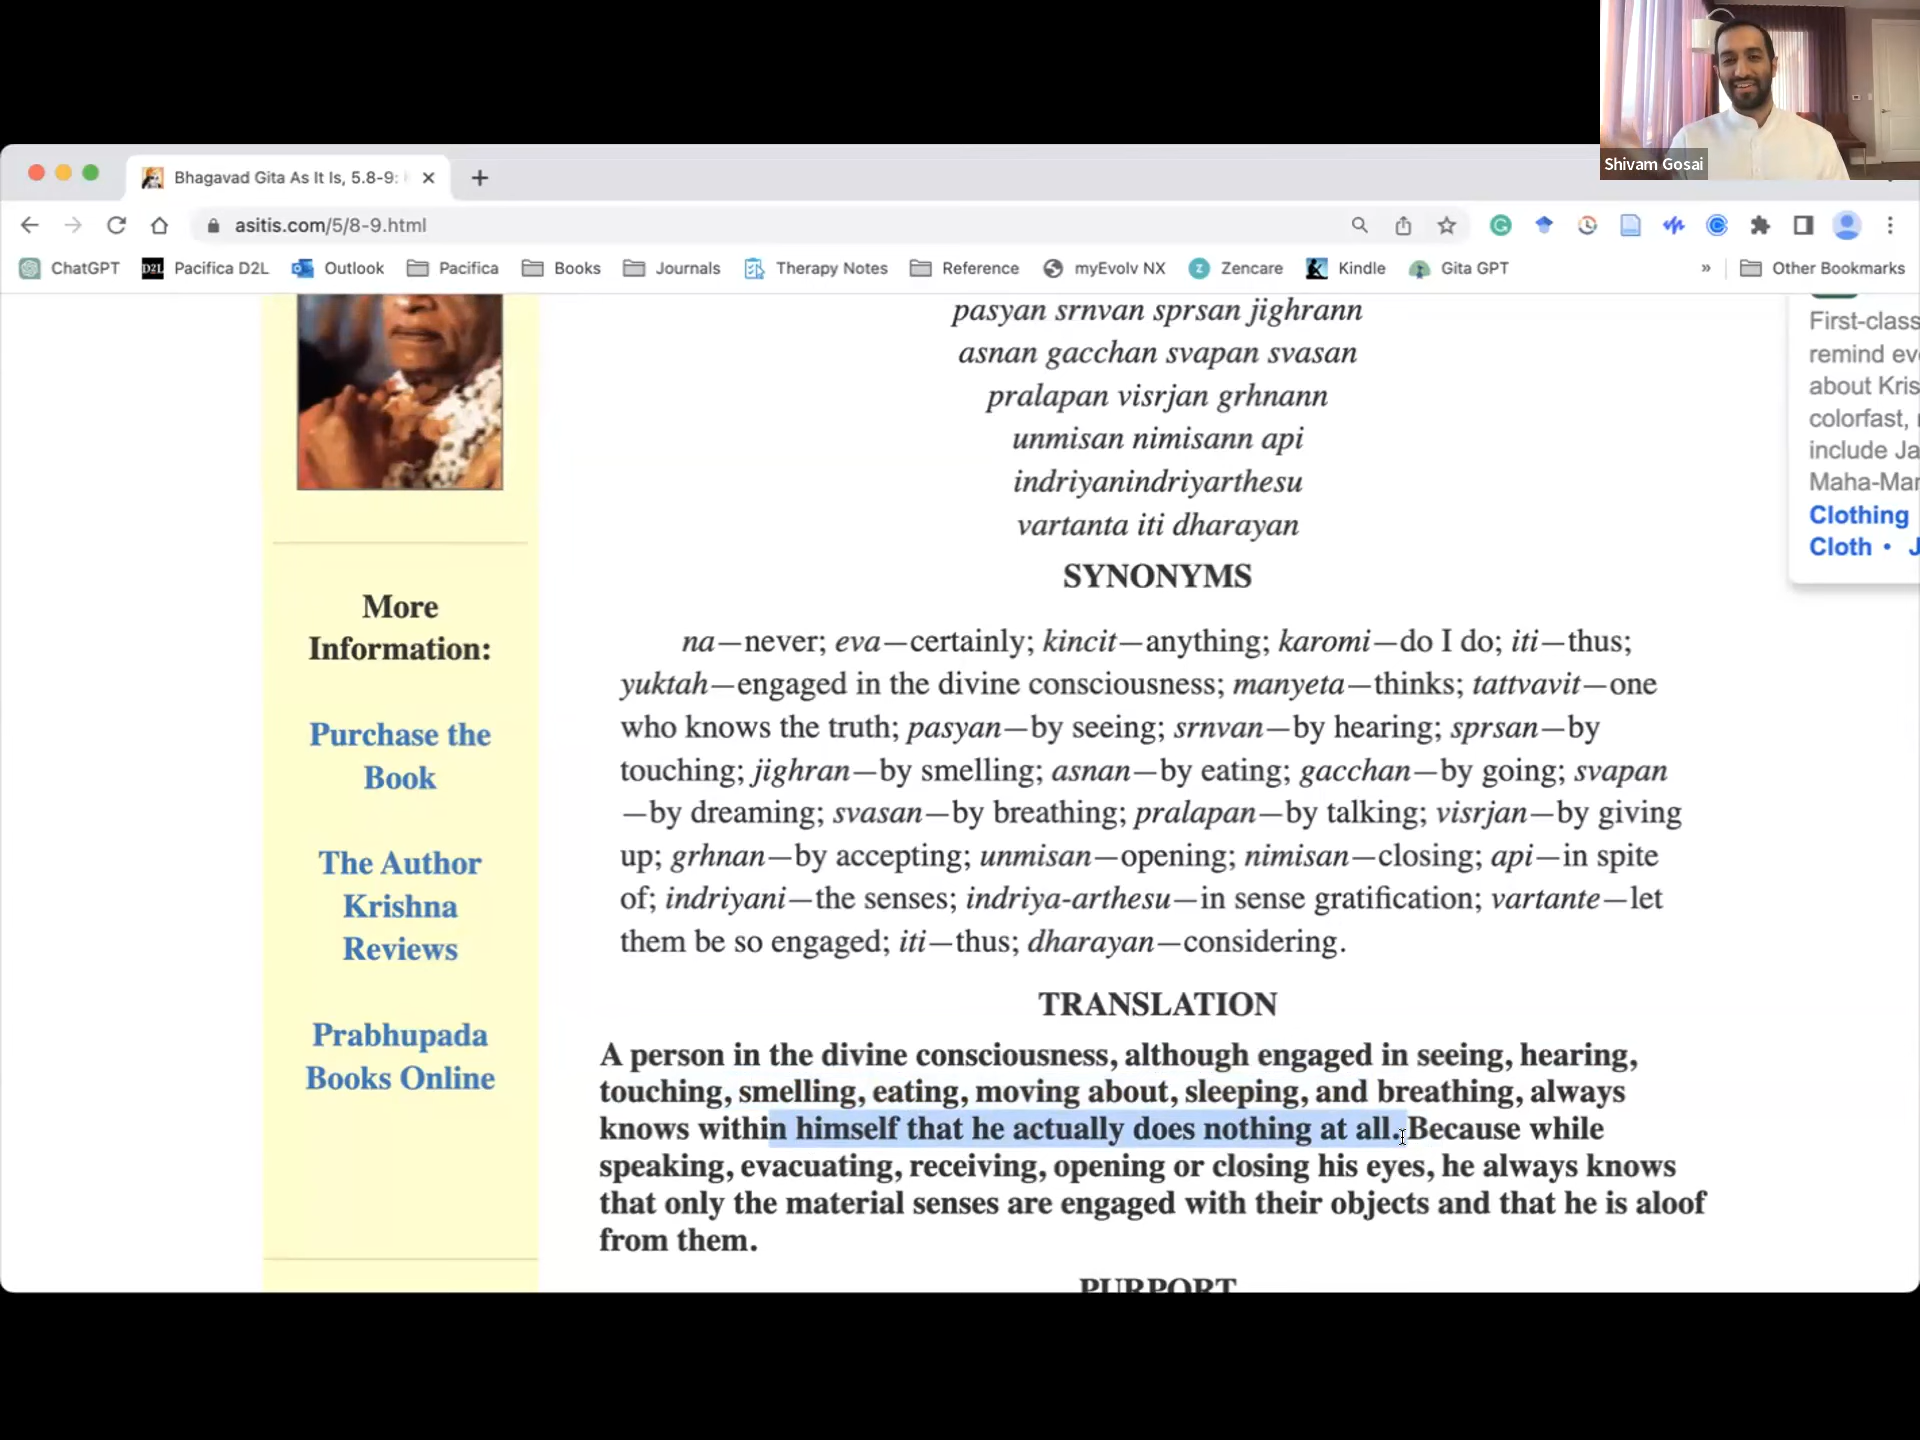 Shivam Gosai
Bhagavad Gita As It Is, 5.8-9:
asitis.com/5/8-9.html
ChatGPT
D2L Pacifica D2L
Outlook
Pacifica
Books
Journals
Therapy Notes
Reference
myEvolv NX
Z Zencare
Kindle
Gita GPT
»
Other Bookmarks
More
Information:
Purchase the
Book
The Author
Krishna
Reviews
Prabhupada
Books Online
pasyan srnvan sprsan jighrann
asnan gacchan svapan svasan
pralapan visrjan grhnann
unmisan nimisann api
indriyanindriyarthesu
vartanta iti dharayan
SYNONYMS
na—never; eva—certainly; kincit—anything; karomi—do I do; iti—thus;
yuktah—engaged in the divine consciousness; manyeta—thinks; tattvavit—one
who knows the truth; pasyan—by seeing; srnvan—by hearing; sprsan—by
touching; jighran—by smelling; asnan—by eating; gacchan—by going; svapan
—by dreaming; svasan—by breathing; pralapan—by talking; visrjan—by giving
up; grhnan—by accepting; unmisan—opening; nimisan—closing; api—in spite
of; indriyani—the senses; indriya-arthesu—in sense gratification; vartante—let
them be so engaged; iti—thus; dharayan—considering.
TRANSLATION
A person in the divine consciousness, although engaged in seeing, hearing,
touching, smelling, eating, moving about, sleeping, and breathing, always
knows within himself that he actually does nothing at all. Because while
speaking, evacuating, receiving, opening or closing his eyes, he always knows
that only the material senses are engaged with their objects and that he is aloof
from them.
PURPORT
First-class
remind ev
about Kris
colorfast,
include Ja
Maha-Mar
Clothing
Cloth •